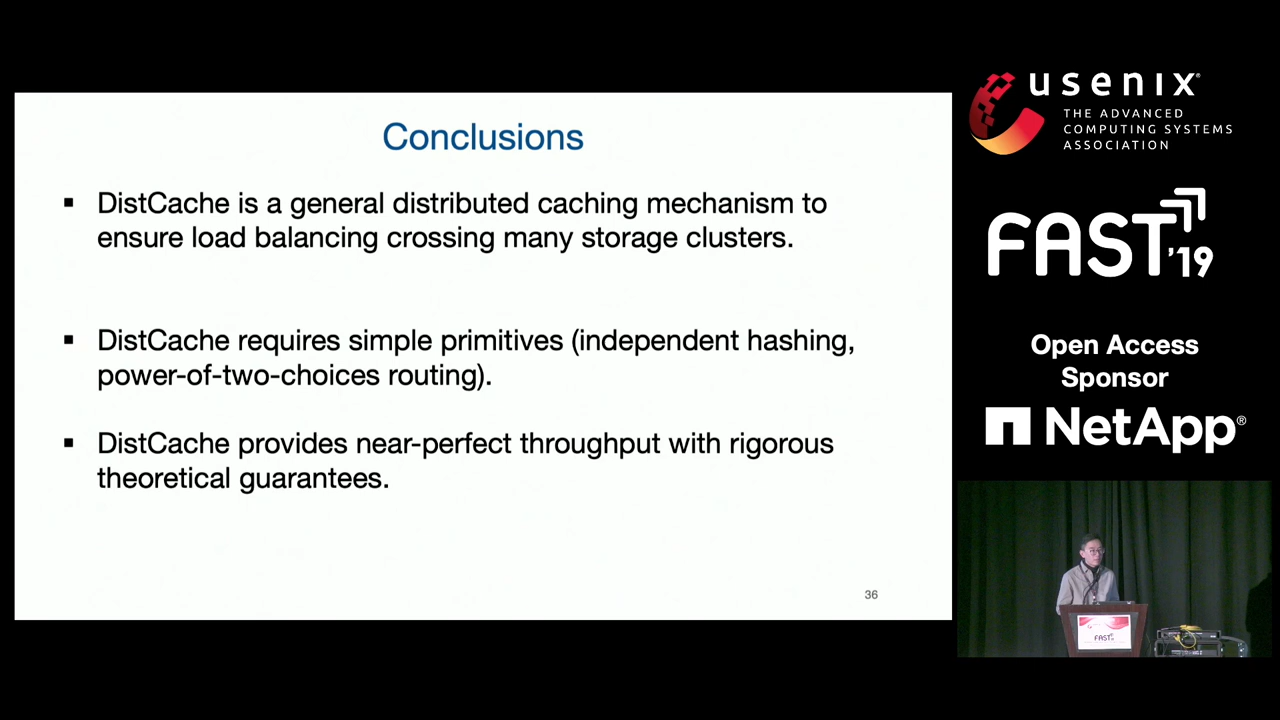 Conclusions
▪ DistCache is a general distributed caching mechanism to
ensure load balancing crossing many storage clusters.
▪ DistCache requires simple primitives (independent hashing,
power-of-two-choices routing).
▪ DistCache provides near-perfect throughput with rigorous
theoretical guarantees.
36
usenix®
THE ADVANCED
COMPUTING SYSTEMS
ASSOCIATION
FAST '19
Open Access
Sponsor
NetApp®
FAST